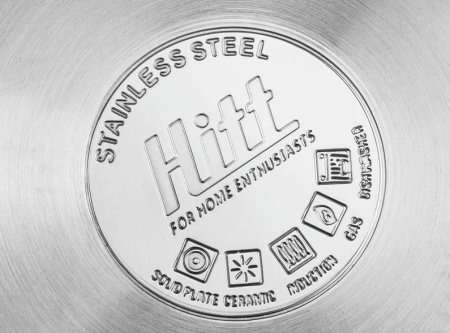 STAINLESS STEEL
Hitt
FOR HOME ENTHUSIASTS
SOLID PLATE CERAMIC INDUCTION GAS DISHWASHER